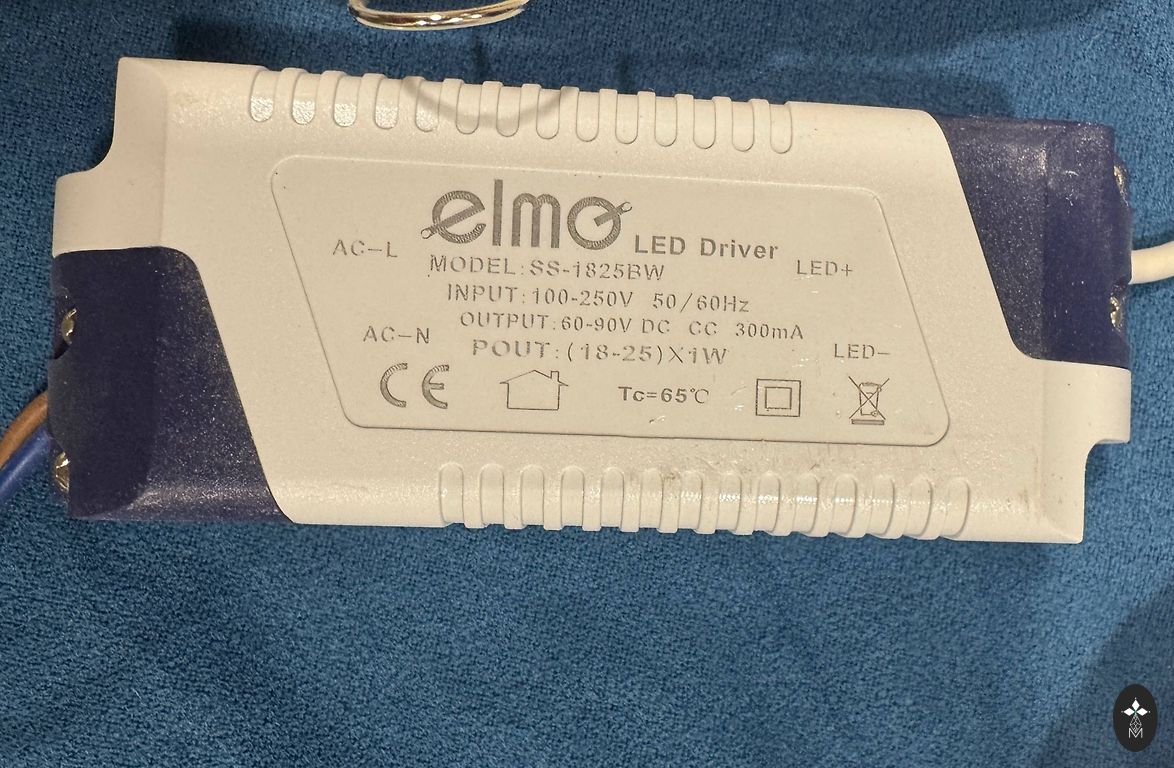 elmo LED Driver
AC-L
MODEL:SS-1825BW
LED+
INPUT:100-250V 50/60Hz
AC-N
OUTPUT:60-90V DC CC 300mA
POUT:(18-25)X1W
LED-
CE
Tc=65℃
M